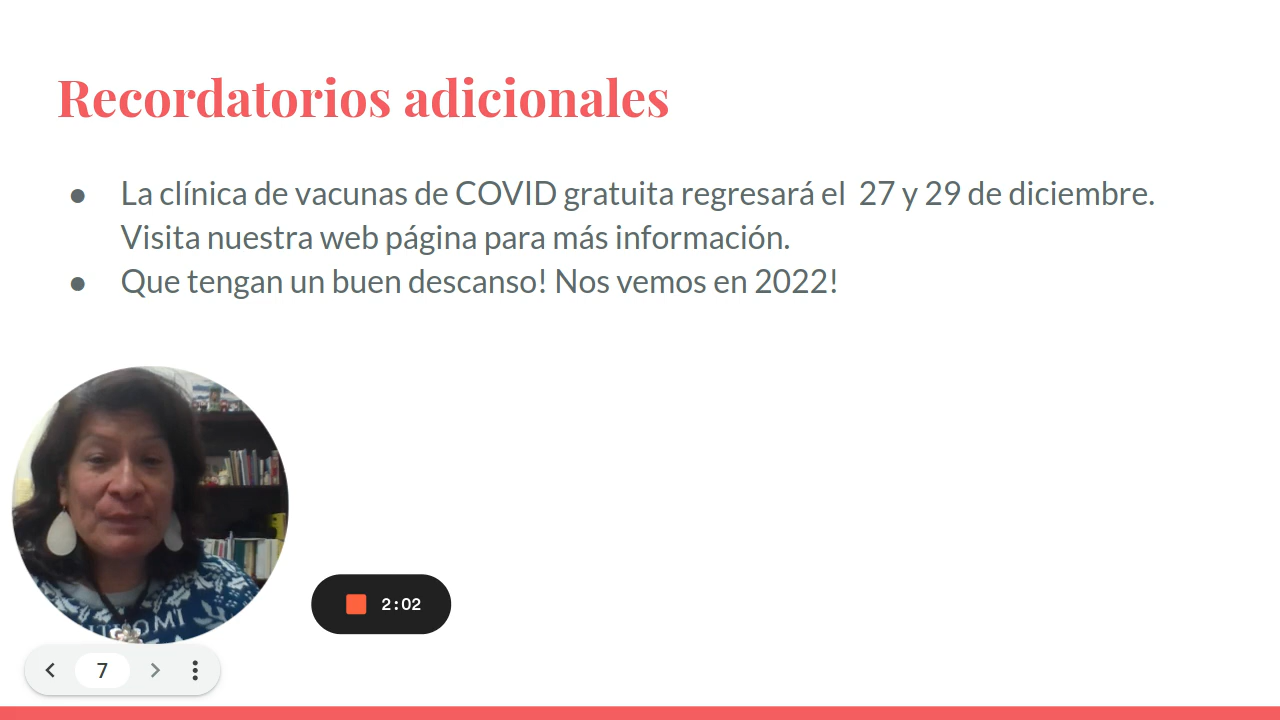 Recordatorios adicionales
● La clínica de vacunas de COVID gratuita regresará el 27 y 29 de diciembre.
Visita nuestra web página para más información.
● Que tengan un buen descanso! Nos vemos en 2022!
2:02
7